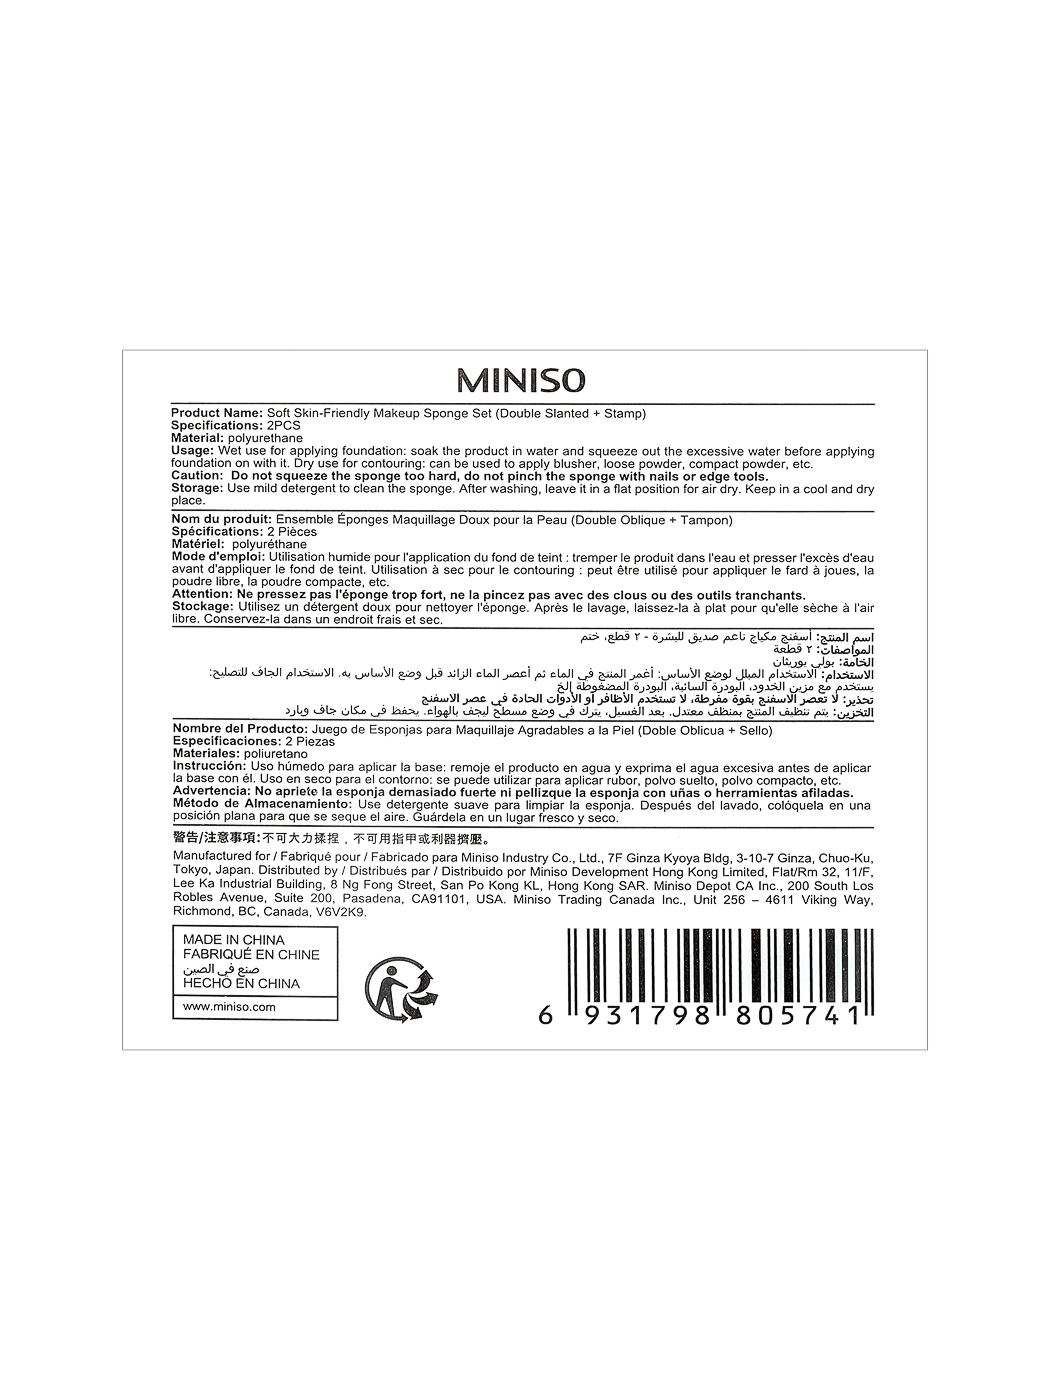 MINISO
Product Name: Soft Skin-Friendly Makeup Sponge Set (Double Slanted + Stamp)
Specifications: 2PCS
Material: polyurethane
Usage: Wet use for applying foundation: soak the product in water and squeeze out the excessive water before applying
foundation on with it. Dry use for contouring: can be used to apply blusher, loose powder, compact powder, etc.
Caution: Do not squeeze the sponge too hard, do not pinch the sponge with nails or edge tools.
Storage: Use mild detergent to clean the sponge. After washing, leave it in a flat position for air dry. Keep in a cool and dry
place.
Nom du produit: Ensemble Éponges Maquillage Doux pour la Peau (Double Oblique + Tampon)
Spécifications: 2 Pièces
Matériel: polyuréthane
Mode d'emploi: Utilisation humide pour l'application du fond de teint : tremper le produit dans l'eau et presser l'excès d'eau
avant d'appliquer le fond de teint. Utilisation à sec pour le contouring : peut être utilisé pour appliquer le fard à joues, la
poudre libre, la poudre compacte, etc.
Attention: Ne pressez pas l'éponge trop fort, ne la pincez pas avec des clous ou des outils tranchants.
Stockage: Utilisez un détergent doux pour nettoyer l'éponge. Après le lavage, laissez-la à plat pour qu'elle sèche à l'air
libre. Conservez-la dans un endroit frais et sec.
اسم المنتج: أسفنج مكياج ناعم صديق للبشرة - ٢ قطع، ختم
المواصفات: ٢ قطعة
الخامة: بولي يوريثان
الاستخدام: الاستخدام المبلل لوضع الأساس: أغمر المنتج في الماء ثم أعصر الماء الزائد قبل وضع الأساس به. الاستخدام الجاف للتصليح:
يستخدم مع مزين الخدود، البودرة السائبة، البودرة المضغوطة إلخ
تحذير: لا تعصر الاسفنج بقوة مفرطة، لا تستخدم الأظافر أو الأدوات الحادة في عصر الاسفنج
التخزين: يتم تنظيف المنتج بمنظف معتدل. بعد الغسيل، يترك في وضع مسطح ليجف بالهواء. يحفظ في مكان جاف وبارد
Nombre del Producto: Juego de Esponjas para Maquillaje Agradables a la Piel (Doble Oblicua + Sello)
Especificaciones: 2 Piezas
Materiales: poliuretano
Instrucción: Uso húmedo para aplicar la base: remoje el producto en agua y exprima el agua excesiva antes de aplicar
la base con él. Uso en seco para el contorno: se puede utilizar para aplicar rubor, polvo suelto, polvo compacto, etc.
Advertencia: No apriete la esponja demasiado fuerte ni pellizque la esponja con uñas o herramientas afiladas.
Método de Almacenamiento: Use detergente suave para limpiar la esponja. Después del lavado, colóquela en una
posición plana para que se seque el aire. Guárdela en un lugar fresco y seco.
警告/注意事項:不可大力揉捏，不可用指甲或利器擠壓。
Manufactured for / Fabriqué pour / Fabricado para Miniso Industry Co., Ltd., 7F Ginza Kyoya Bldg, 3-10-7 Ginza, Chuo-Ku,
Tokyo, Japan. Distributed by / Distribués par / Distribuido por Miniso Development Hong Kong Limited, Flat/Rm 32, 11/F,
Lee Ka Industrial Building, 8 Ng Fong Street, San Po Kong KL, Hong Kong SAR. Miniso Depot CA Inc., 200 South Los
Robles Avenue, Suite 200, Pasadena, CA91101, USA. Miniso Trading Canada Inc., Unit 256 – 4611 Viking Way,
Richmond, BC, Canada, V6V2K9.
MADE IN CHINA
FABRIQUÉ EN CHINE
صنع في الصين
HECHO EN CHINA
www.miniso.com
6 931798 805741